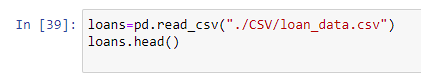 In [39]: loans=pd.read_csv("./CSV/loan_data.csv")
loans.head()